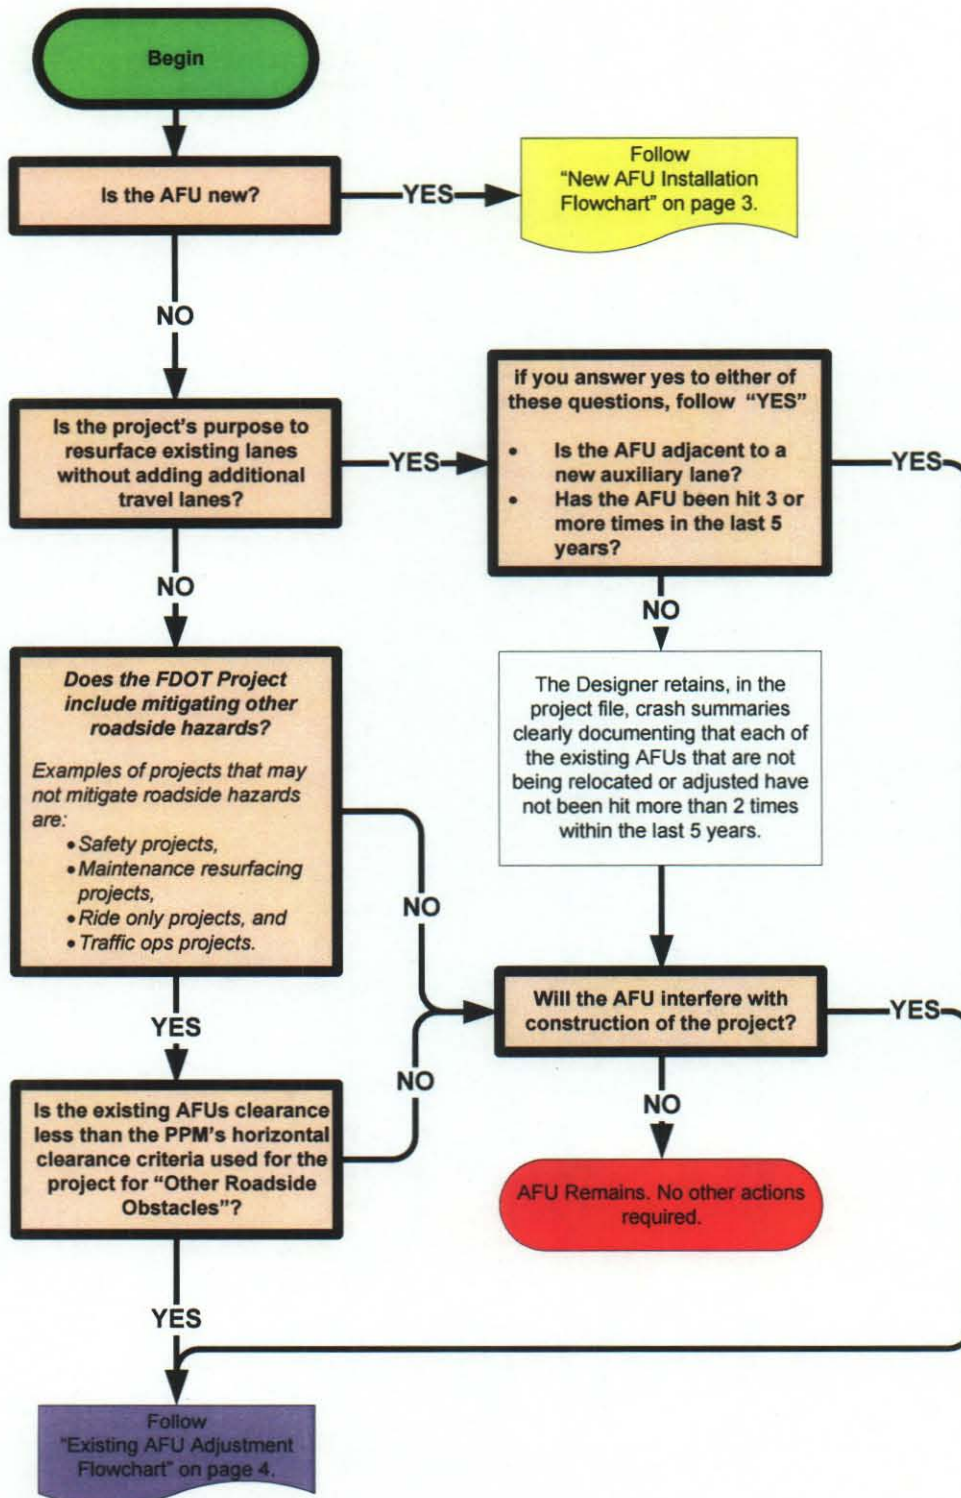 Begin
Is the AFU new?
YES
Follow
"New AFU Installation
Flowchart" on page 3.
NO
Is the project's purpose to
resurface existing lanes
without adding additional
travel lanes?
YES
if you answer yes to either of
these questions, follow "YES"
• Is the AFU adjacent to a
new auxiliary lane?
• Has the AFU been hit 3 or
more times in the last 5
years?
YES
NO
NO
Does the FDOT Project
include mitigating other
roadside hazards?
Examples of projects that may
not mitigate roadside hazards
are:
• Safety projects,
• Maintenance resurfacing
projects,
• Ride only projects, and
• Traffic ops projects.
The Designer retains, in the
project file, crash summaries
clearly documenting that each of
the existing AFUs that are not
being relocated or adjusted have
not been hit more than 2 times
within the last 5 years.
NO
YES
Will the AFU interfere with
construction of the project?
YES
NO
NO
Is the existing AFUs clearance
less than the PPM's horizontal
clearance criteria used for the
project for "Other Roadside
Obstacles"?
AFU Remains. No other actions
required.
YES
Follow
"Existing AFU Adjustment
Flowchart" on page 4.